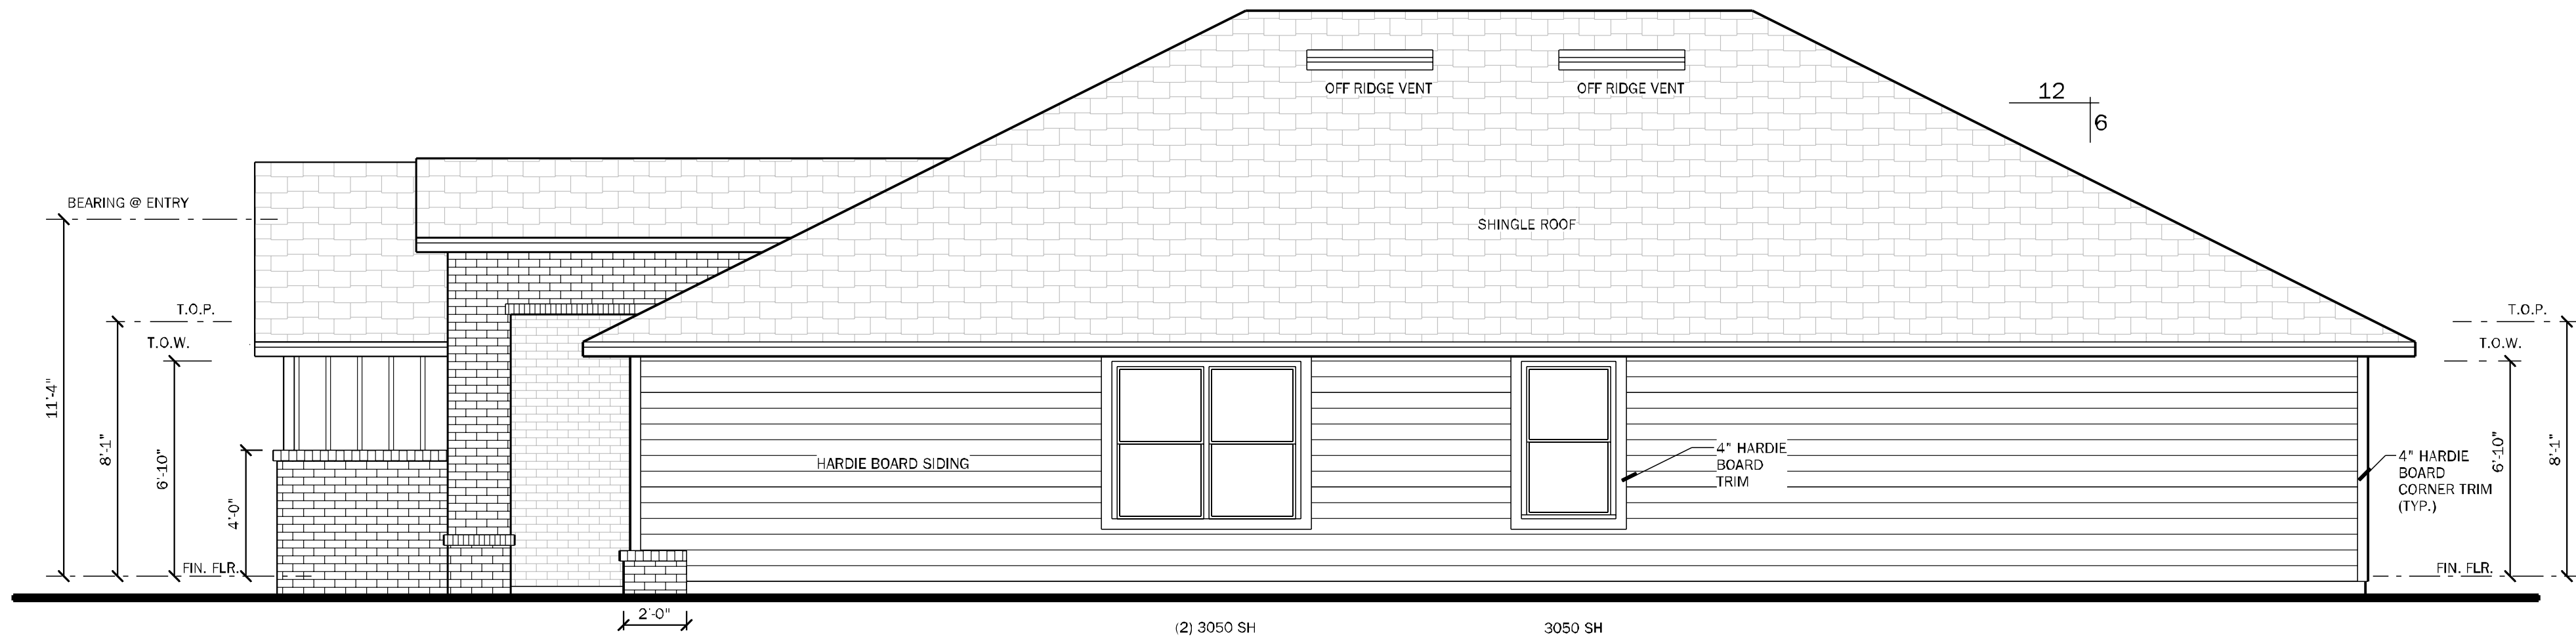 12
6
OFF RIDGE VENT
OFF RIDGE VENT
BEARING @ ENTRY
SHINGLE ROOF
T.O.P.
T.O.W.
T.O.P.
T.O.W.
11'-4"
8'-1"
6'-10"
4'-0"
HARDIE BOARD SIDING
4" HARDIE
BOARD
TRIM
4" HARDIE
BOARD
CORNER TRIM
(TYP.)
6'-10"
8'-1"
FIN. FLR.
FIN. FLR.
2'-0"
(2) 3050 SH
3050 SH